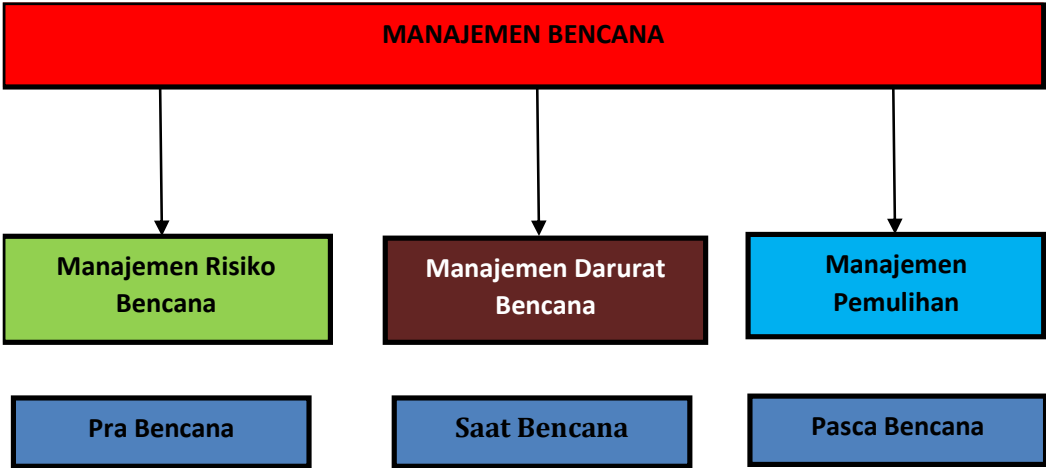 MANAJEMEN BENCANA
Manajemen Risiko
Bencana
Manajemen Darurat
Bencana
Manajemen
Pemulihan
Pra Bencana
Saat Bencana
Pasca Bencana